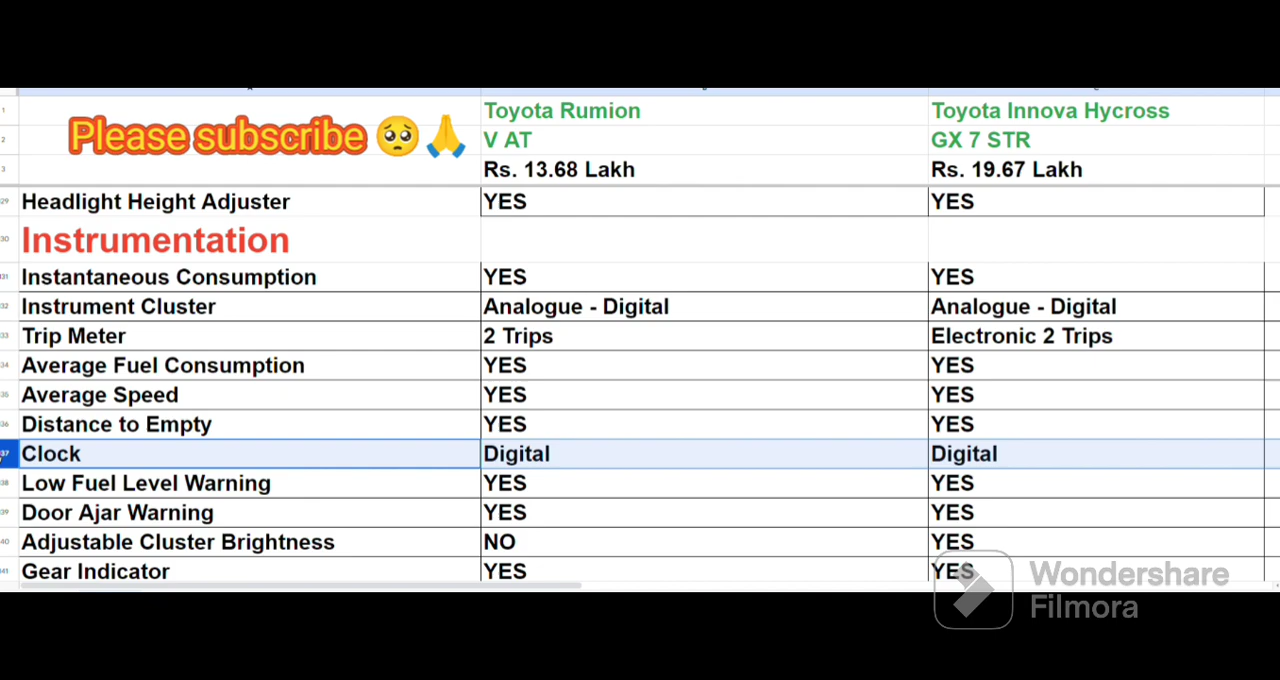 Toyota Rumion Toyota Innova Hycross
Please subscribe 🥺🙏 V AT GX 7 STR
Rs. 13.68 Lakh Rs. 19.67 Lakh
Headlight Height Adjuster YES YES
Instrumentation
Instantaneous Consumption YES YES
Instrument Cluster Analogue - Digital Analogue - Digital
Trip Meter 2 Trips Electronic 2 Trips
Average Fuel Consumption YES YES
Average Speed YES YES
Distance to Empty YES YES
Clock Digital Digital
Low Fuel Level Warning YES YES
Door Ajar Warning YES YES
Adjustable Cluster Brightness NO YES
Gear Indicator YES YES
Wondershare
Filmora